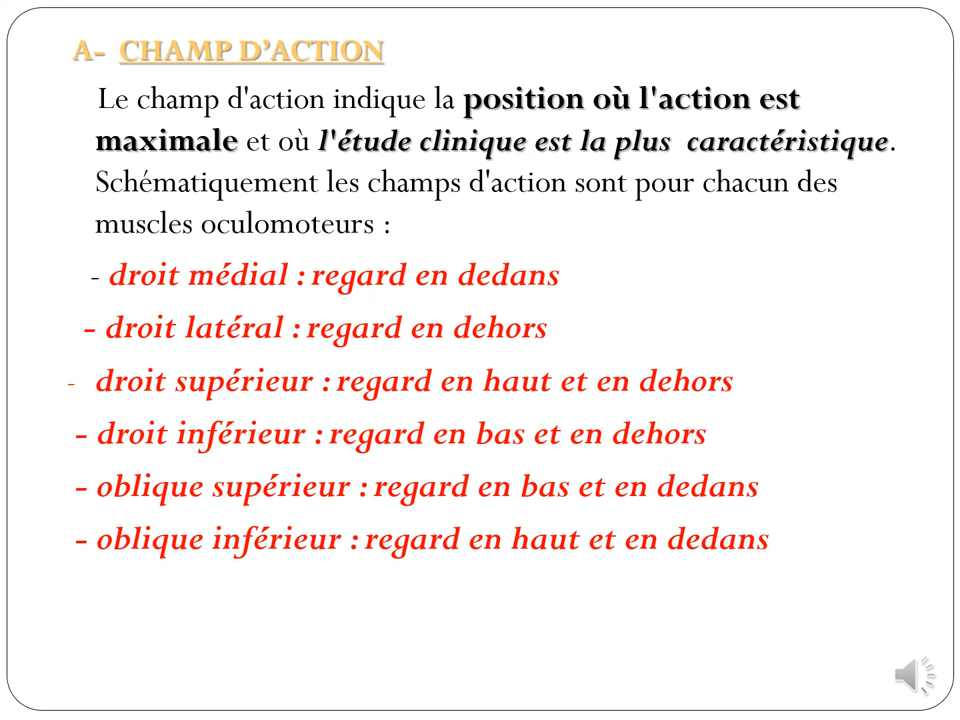 A- CHAMP D’ACTION
Le champ d'action indique la position où l'action est
maximale et où l'étude clinique est la plus caractéristique.
Schématiquement les champs d'action sont pour chacun des
muscles oculomoteurs :
- droit médial : regard en dedans
- droit latéral : regard en dehors
- droit supérieur : regard en haut et en dehors
- droit inférieur : regard en bas et en dehors
- oblique supérieur : regard en bas et en dedans
- oblique inférieur : regard en haut et en dedans